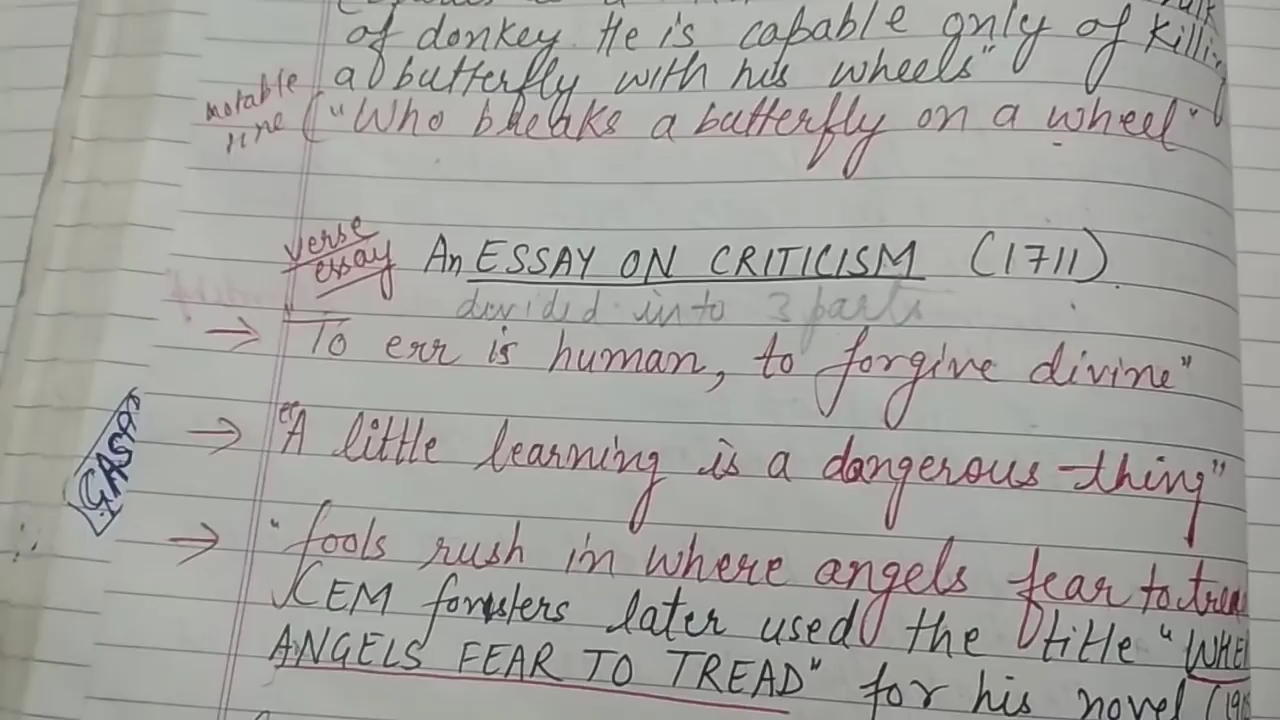 of donkey. He is capable only of killi
a butterfly with his wheels"
notable line
("Who breaks a butterfly on a wheel"
verse essay
An ESSAY ON CRITICISM (1711)
divided into 3 parts
→ "To err is human, to forgive divine"
→ "A little learning is a dangerous thing"
→ "fools rush in where angels fear to trea
(EM forsters later used the title "WHE
ANGELS FEAR TO TREAD" for his novel (19